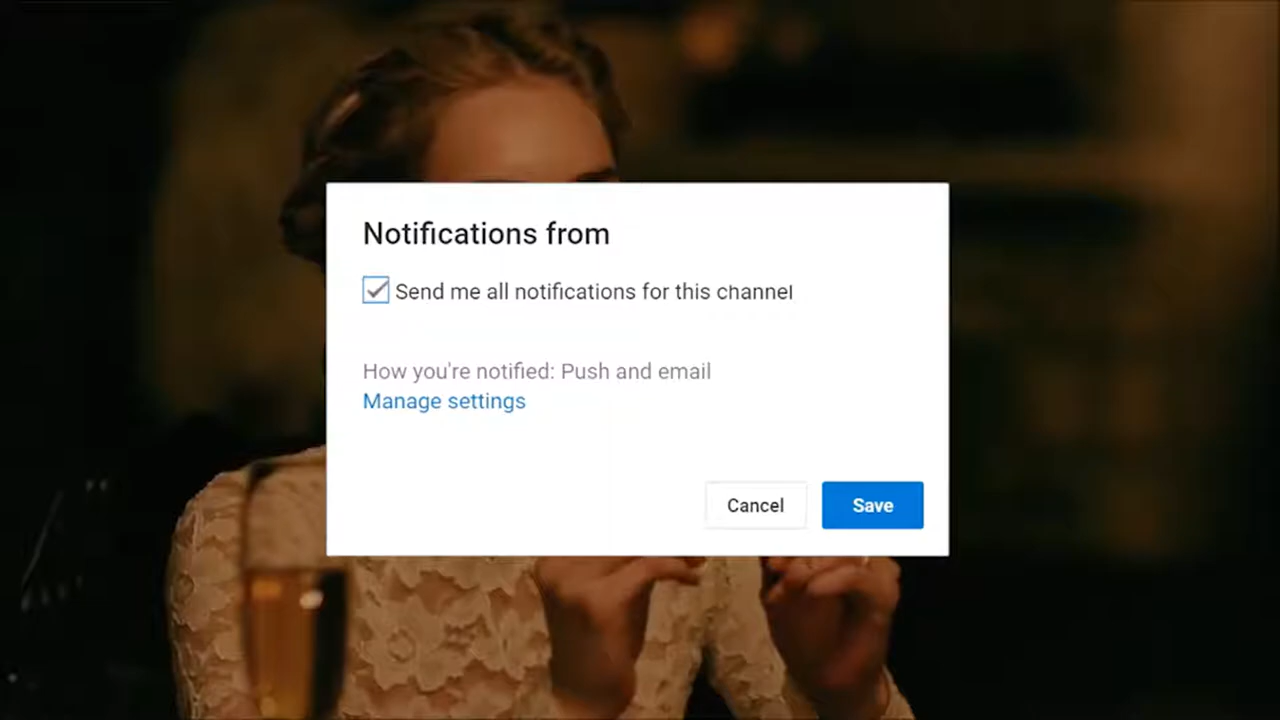 Notifications from
Send me all notifications for this channel
How you're notified: Push and email
Manage settings
Cancel
Save